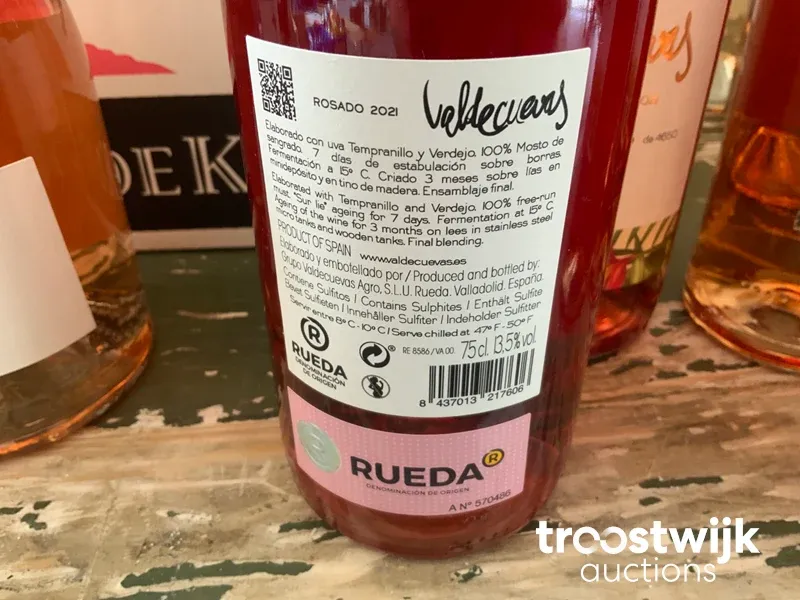 ROSADO 2021
Valdecuevas
Elaborado con uva Tempranillo y Verdejo. 100% Mosto de
sangrado. 7 días de estabulación sobre borras.
Fermentación a 15º C. Criado 3 meses sobre lías en
minidepósito y en tino de madera. Ensamblaje final.
Elaborated with Tempranillo and Verdejo. 100% free-run
must. "Sur lie" ageing for 7 days. Fermentation at 15º C.
Ageing of the wine for 3 months on lees in stainless steel
micro tanks and wooden tanks. Final blending.
PRODUCT OF SPAIN www.valdecuevas.es
Elaborado y embotellado por / Produced and bottled by:
Grupo Valdecuevas Agro, S.L.U. Rueda. Valladolid. España.
Contiene Sulfitos / Contains Sulphites / Enthält Sulfite
Bevat Sulfieten / Innehåller Sulfiter / Indeholder Sulfitter
Servir entre 8º C - 10º C / Serve chilled at 47º F - 50º F
R
RUEDA
DENOMINACIÓN
DE ORIGEN
RE 8586 / VA 00.
75 cl. 13,5% vol.
8 437013 217606
RUEDA R
DENOMINACIÓN DE ORIGEN
A Nº 570486
DEK
de 4650
troostwijk
auctions